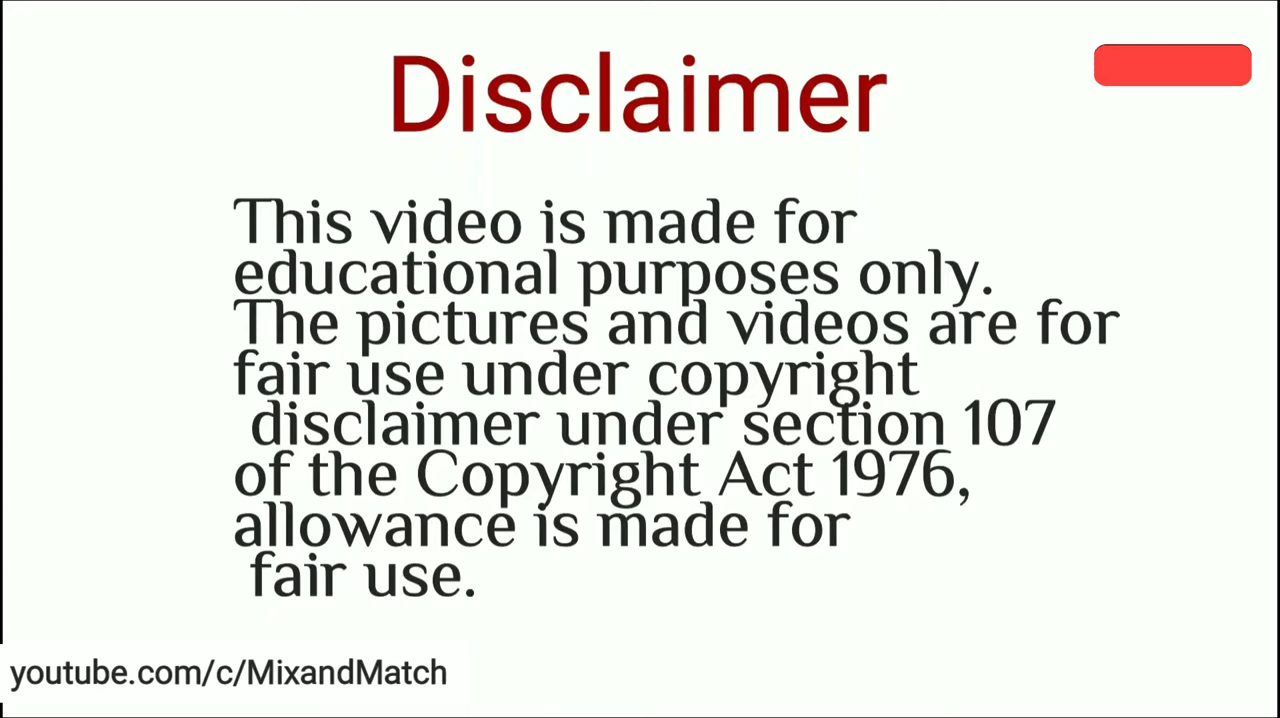 Disclaimer
This video is made for
educational purposes only.
The pictures and videos are for
fair use under copyright
disclaimer under section 107
of the Copyright Act 1976,
allowance is made for
fair use.
youtube.com/c/MixandMatch